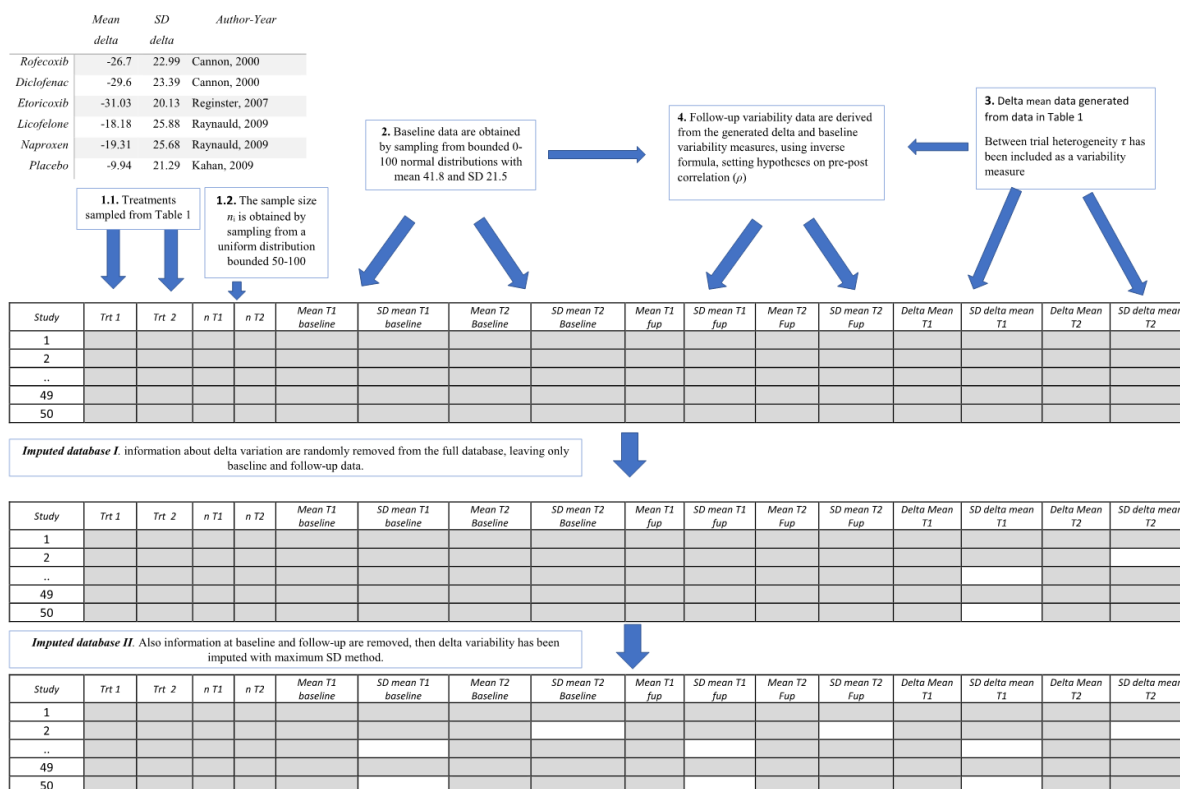 Mean SD Author-Year
delta delta
Rofecoxib -26.7 22.99 Cannon, 2000
Diclofenac -29.6 23.39 Cannon, 2000
Etoricoxib -31.03 20.13 Reginster, 2007
Licofelone -18.18 25.88 Raynauld, 2009
Naproxen -19.31 25.68 Raynauld, 2009
Placebo -9.94 21.29 Kahan, 2009
1.1. Treatments
sampled from Table 1
1.2. The sample size
nᵢ is obtained by
sampling from a
uniform distribution
bounded 50-100
2. Baseline data are obtained
by sampling from bounded 0-
100 normal distributions with
mean 41.8 and SD 21.5
4. Follow-up variability data are derived
from the generated delta and baseline
variability measures, using inverse
formula, setting hypotheses on pre-post
correlation (ρ)
3. Delta mean data generated
from data in Table 1
Between trial heterogeneity τ has
been included as a variability
measure
Study Trt 1 Trt 2 n T1 n T2 Mean T1 baseline SD mean T1 baseline Mean T2 Baseline SD mean T2 Baseline Mean T1 fup SD mean T1 fup Mean T2 Fup SD mean T2 Fup Delta Mean T1 SD delta mean T1 Delta Mean T2 SD delta mean T2
1
2
..
49
50
Imputed database I. information about delta variation are randomly removed from the full database, leaving only
baseline and follow-up data.
Study Trt 1 Trt 2 n T1 n T2 Mean T1 baseline SD mean T1 baseline Mean T2 Baseline SD mean T2 Baseline Mean T1 fup SD mean T1 fup Mean T2 Fup SD mean T2 Fup Delta Mean T1 SD delta mean T1 Delta Mean T2 SD delta mean T2
1
2
..
49
50
Imputed database II. Also information at baseline and follow-up are removed, then delta variability has been
imputed with maximum SD method.
Study Trt 1 Trt 2 n T1 n T2 Mean T1 baseline SD mean T1 baseline Mean T2 Baseline SD mean T2 Baseline Mean T1 fup SD mean T1 fup Mean T2 Fup SD mean T2 Fup Delta Mean T1 SD delta mean T1 Delta Mean T2 SD delta mean T2
1
2
..
49
50